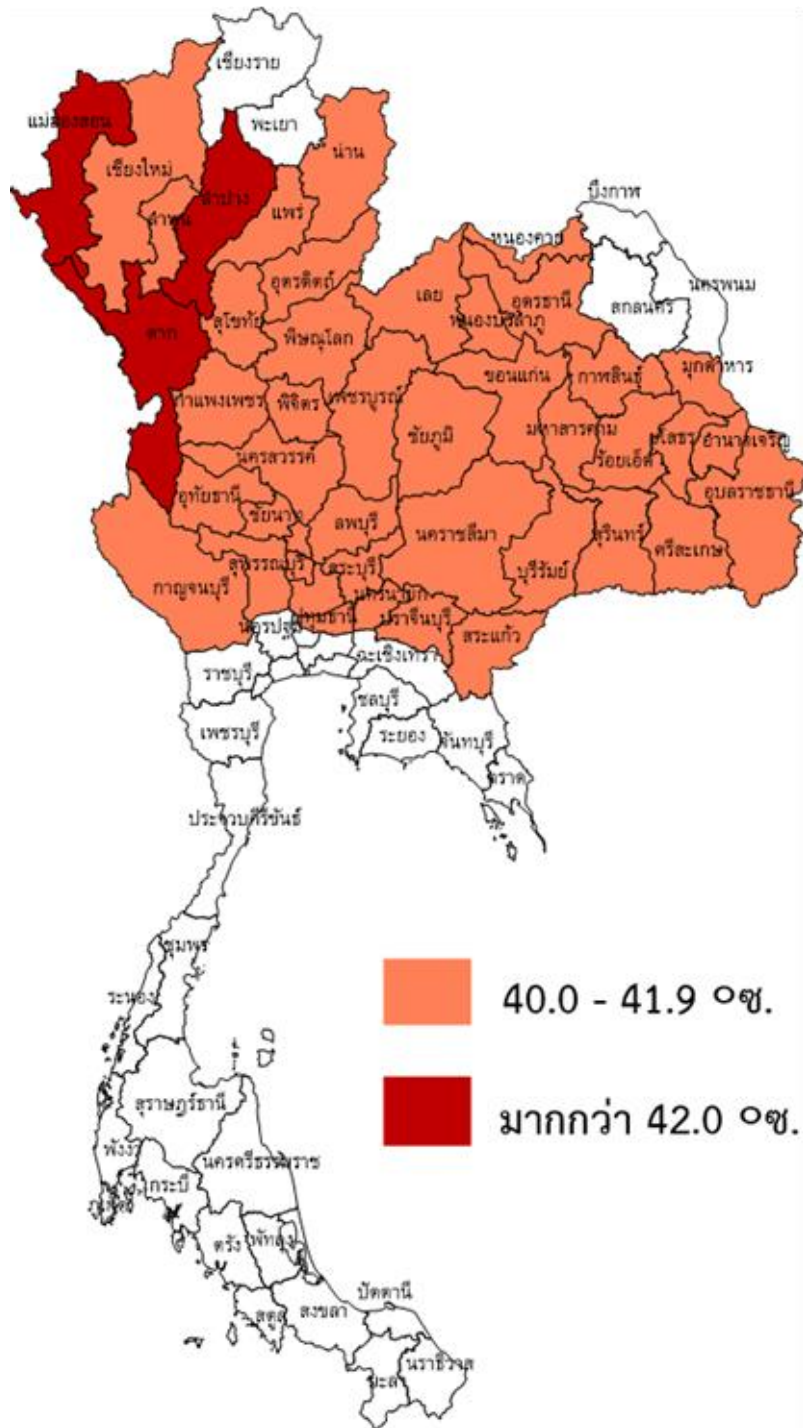 เชียงราย
พะเยา
แม่ฮ่องสอน
น่าน
เชียงใหม่
ลำปาง
ลำพูน
แพร่
บึงกาฬ
หนองคาย
อุตรดิตถ์
เลย
อุดรธานี
นครพนม
สกลนคร
หนองบัวลำภู
ตาก
สุโขทัย
พิษณุโลก
ขอนแก่น
กาฬสินธุ์
มุกดาหาร
กำแพงเพชร
พิจิตร
เพชรบูรณ์
ชัยภูมิ
มหาสารคาม
ร้อยเอ็ด
ยโสธร
อำนาจเจริญ
นครสวรรค์
อุทัยธานี
อุบลราชธานี
ชัยนาท
ลพบุรี
นครราชสีมา
สุรินทร์
ศรีสะเกษ
บุรีรัมย์
สุพรรณบุรี
สระบุรี
กาญจนบุรี
นครนายก
ปทุมธานี
ปราจีนบุรี
สระแก้ว
นครปฐม
ฉะเชิงเทรา
ราชบุรี
ชลบุรี
เพชรบุรี
ระยอง
จันทบุรี
ตราด
ประจวบคีรีขันธ์
ชุมพร
ระนอง
40.0 - 41.9 °ซ.
สุราษฎร์ธานี
มากกว่า 42.0 °ซ.
พังงา
นครศรีธรรมราช
กระบี่
ภูเก็ต
ตรัง
พัทลุง
ปัตตานี
สตูล
สงขลา
นราธิวาส
ยะลา